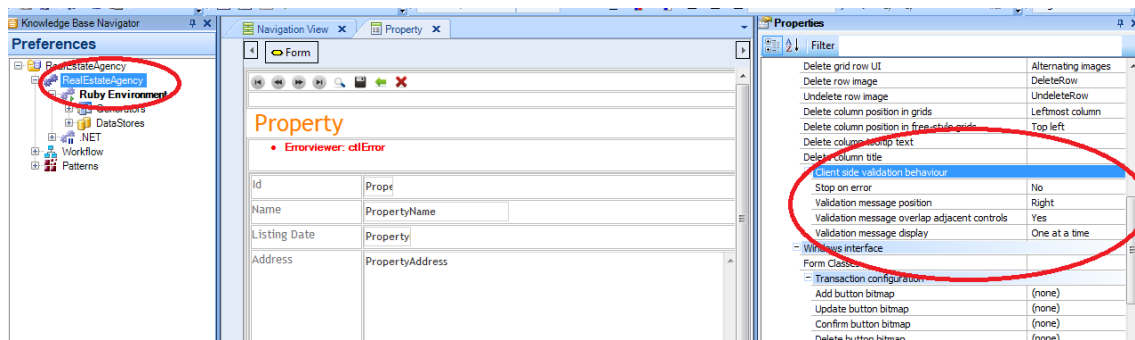 Knowledge Base Navigator
Preferences
RealEstateAgency
RealEstateAgency
Ruby Environment
Generators
DataStores
.NET
Workflow
Patterns
Navigation View
Property
Form
Property
Errorviewer: ctlError
Id
Prope
Name
PropertyName
Listing Date
Property
Address
PropertyAddress
Properties
Filter
Delete grid row UI Alternating images
Delete row image DeleteRow
Undelete row image UndeleteRow
Delete column position in grids Leftmost column
Delete column position in free-style grids Top left
Delete column tooltip text
Delete column title
Client side validation behaviour
Stop on error No
Validation message position Right
Validation message overlap adjacent controls Yes
Validation message display One at a time
Windows interface
Form Classes
Transaction configuration
Add button bitmap (none)
Update button bitmap (none)
Confirm button bitmap (none)
Delete button bitmap (none)